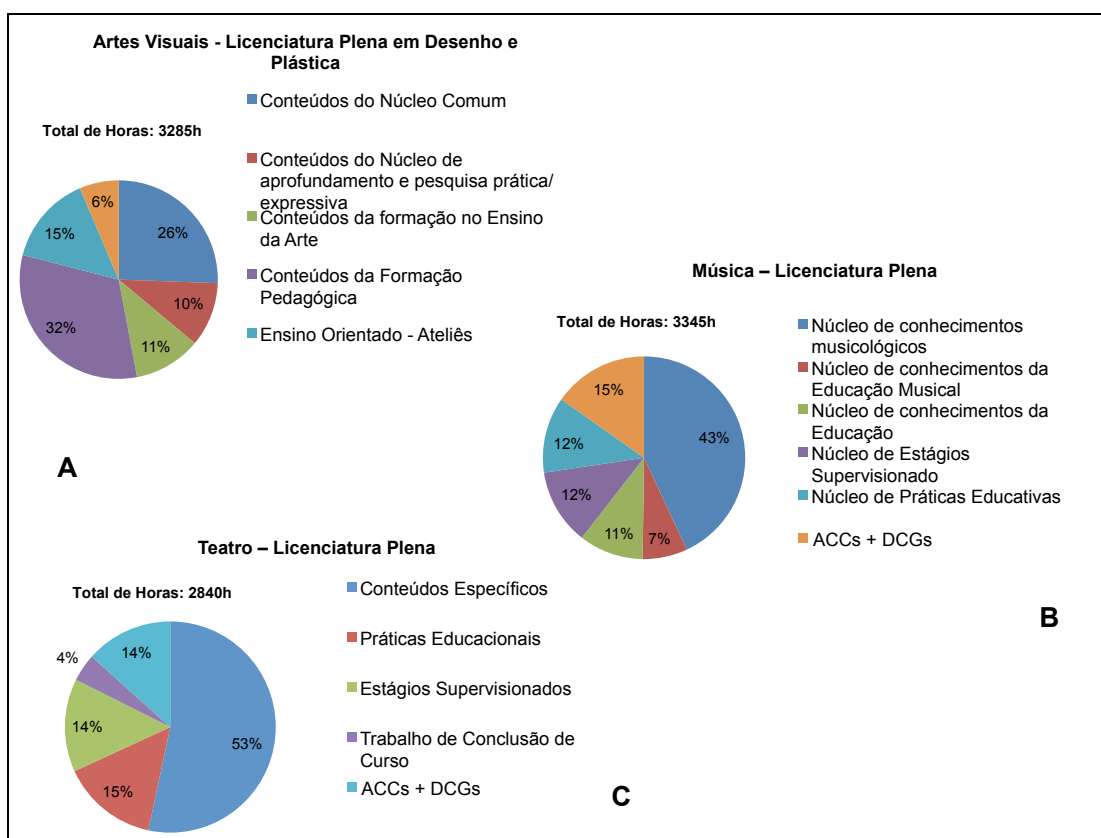 Artes Visuais - Licenciatura Plena em Desenho e
Plástica
Total de Horas: 3285h
Conteúdos do Núcleo Comum
Conteúdos do Núcleo de
aprofundamento e pesquisa prática/
expressiva
Conteúdos da formação no Ensino
da Arte
Conteúdos da Formação
Pedagógica
Ensino Orientado - Ateliês
6%
26%
15%
10%
32%
11%
A
Música – Licenciatura Plena
Total de Horas: 3345h
Núcleo de conhecimentos
musicológicos
Núcleo de conhecimentos da
Educação Musical
Núcleo de conhecimentos da
Educação
Núcleo de Estágios
Supervisionado
Núcleo de Práticas Educativas
ACCs + DCGs
15%
43%
12%
12%
11%
7%
B
Teatro – Licenciatura Plena
Total de Horas: 2840h
Conteúdos Específicos
Práticas Educacionais
Estágios Supervisionados
Trabalho de Conclusão de
Curso
ACCs + DCGs
4%
14%
14%
53%
15%
C